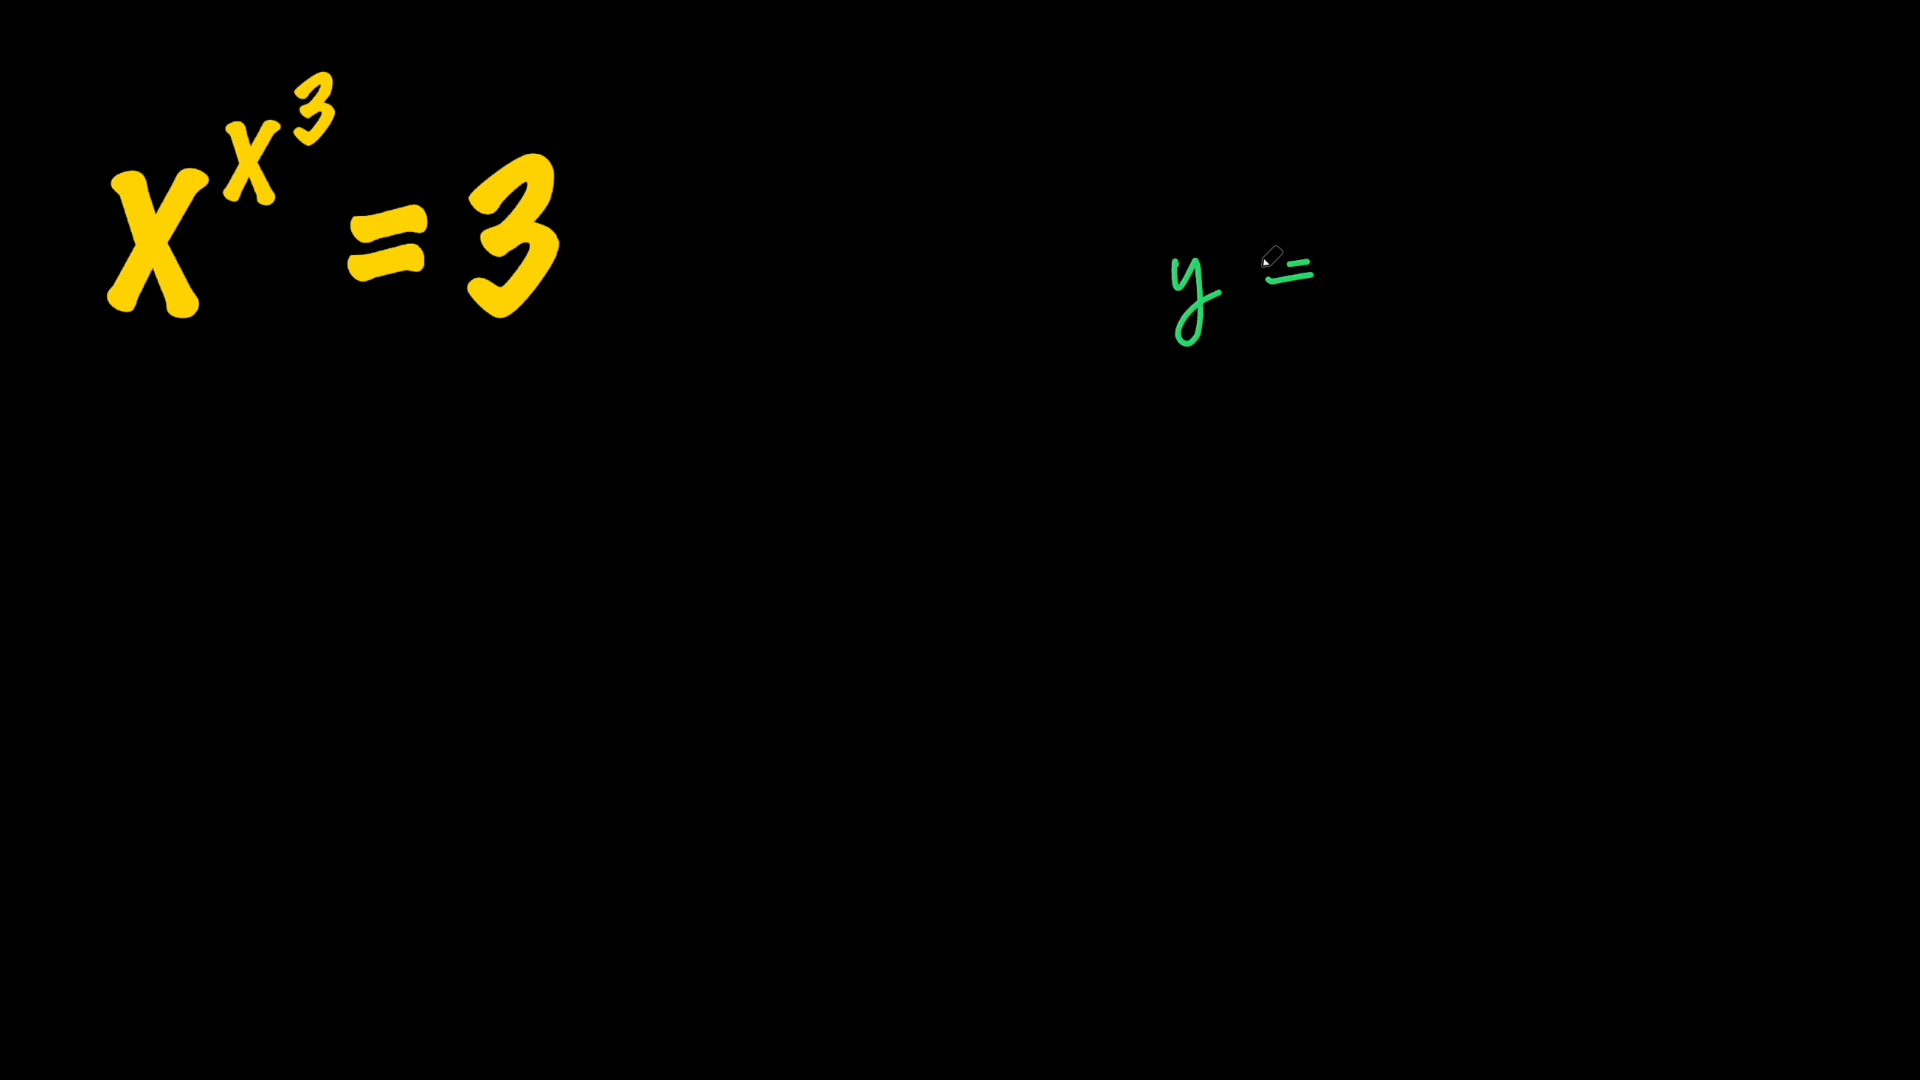 x^x^3 = 3
y =